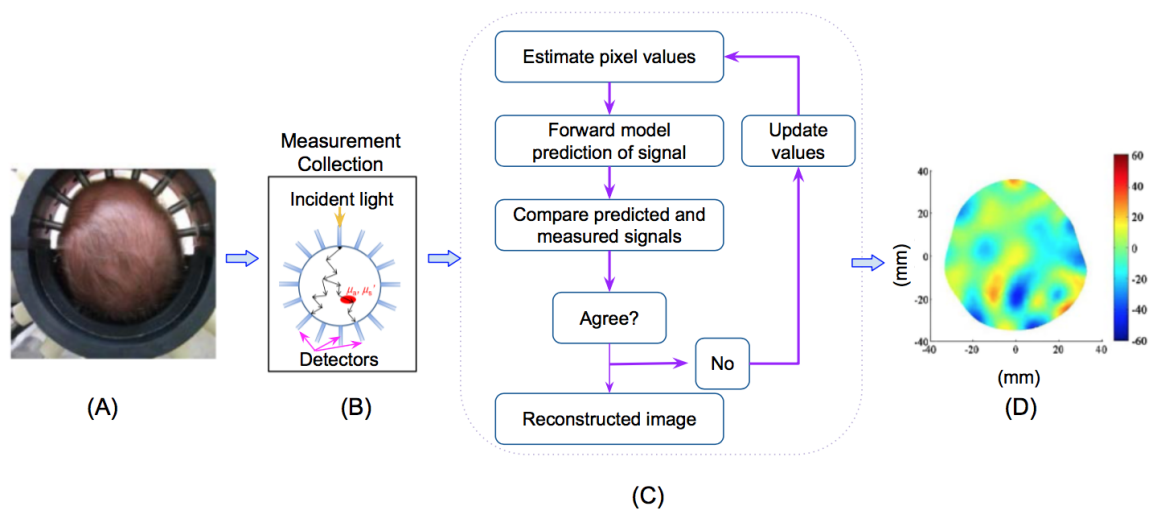 Measurement
Collection
Incident light
μa, μs'
Detectors
(A)
(B)
Estimate pixel values
Forward model
prediction of signal
Update
values
Compare predicted and
measured signals
Agree?
No
Reconstructed image
(C)
40
20
0
-20
-40
(mm)
-40
-20
0
20
40
(mm)
60
40
20
0
-20
-40
-60
(D)